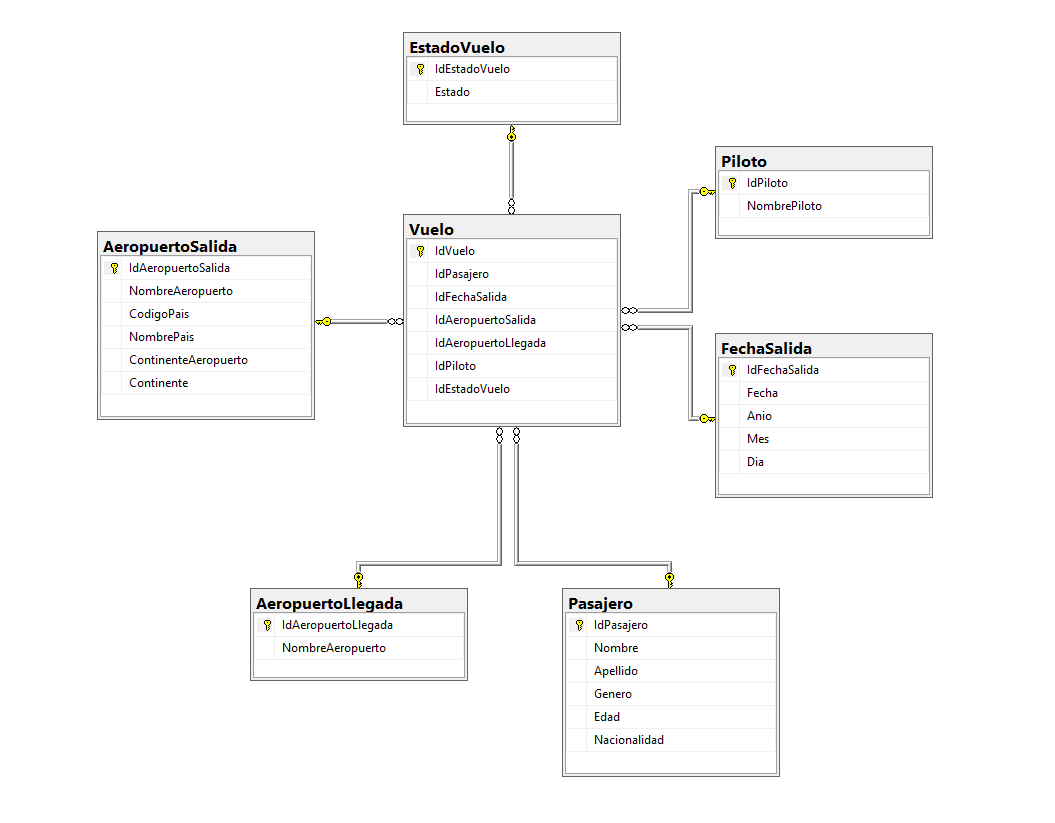 EstadoVuelo
IdEstadoVuelo
Estado
Piloto
IdPiloto
NombrePiloto
Vuelo
IdVuelo
IdPasajero
IdFechaSalida
IdAeropuertoSalida
IdAeropuertoLlegada
IdPiloto
IdEstadoVuelo
AeropuertoSalida
IdAeropuertoSalida
NombreAeropuerto
CodigoPais
NombrePais
ContinenteAeropuerto
Continente
FechaSalida
IdFechaSalida
Fecha
Anio
Mes
Dia
AeropuertoLlegada
IdAeropuertoLlegada
NombreAeropuerto
Pasajero
IdPasajero
Nombre
Apellido
Genero
Edad
Nacionalidad